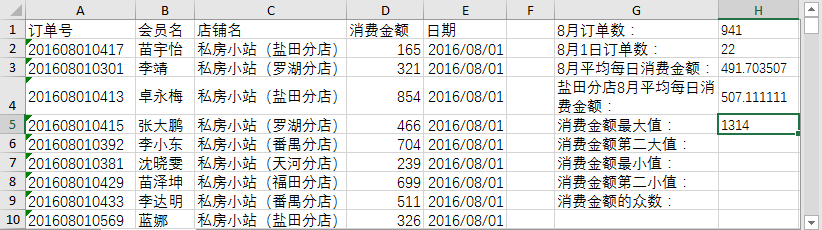 A B C D E F G H
1 订单号 会员名 店铺名 消费金额 日期 8月订单数： 941
2 201608010417 苗宇怡 私房小站（盐田分店） 165 2016/08/01 8月1日订单数： 22
3 201608010301 李靖 私房小站（罗湖分店） 321 2016/08/01 8月平均每日消费金额： 491.703507
4 201608010413 卓永梅 私房小站（盐田分店） 854 2016/08/01 盐田分店8月平均每日消费金额： 507.111111
5 201608010415 张大鹏 私房小站（罗湖分店） 466 2016/08/01 消费金额最大值： 1314
6 201608010392 李小东 私房小站（番禺分店） 704 2016/08/01 消费金额第二大值：
7 201608010381 沈晓雯 私房小站（天河分店） 239 2016/08/01 消费金额最小值：
8 201608010429 苗泽坤 私房小站（福田分店） 699 2016/08/01 消费金额第二小值：
9 201608010433 李达明 私房小站（番禺分店） 511 2016/08/01 消费金额的众数：
10 201608010569 蓝娜 私房小站（盐田分店） 326 2016/08/01